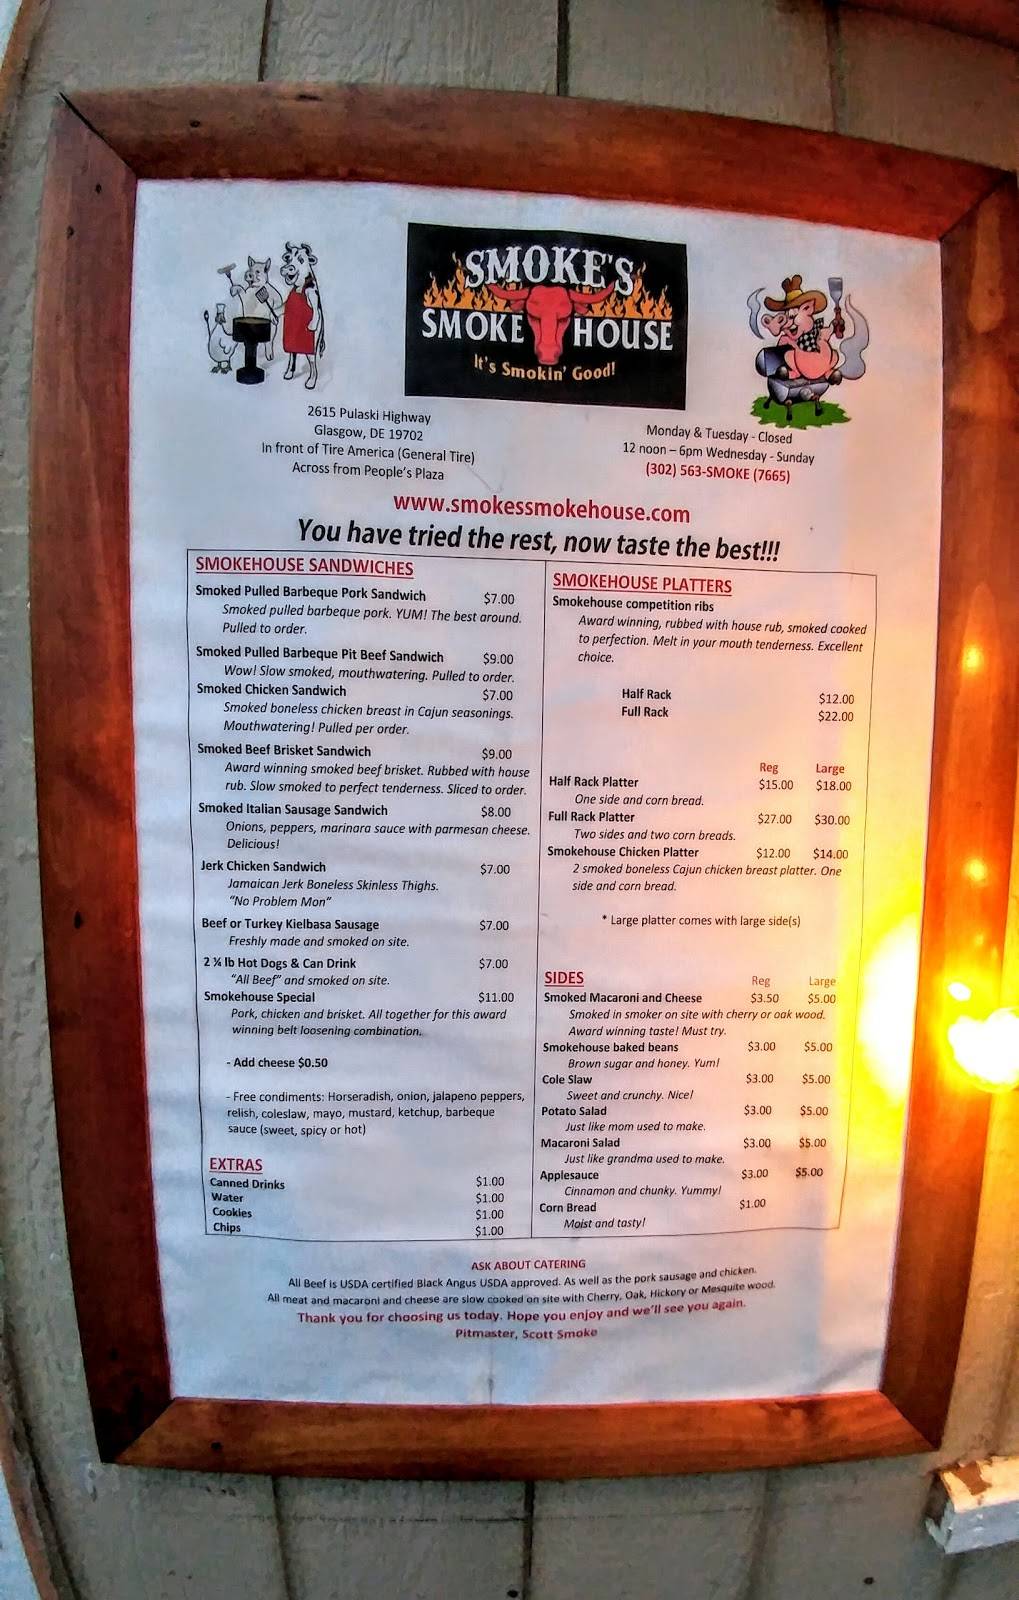 SMOKE'S
SMOKE HOUSE
It's Smokin' Good!
2615 Pulaski Highway
Glasgow, DE 19702
In front of Tire America (General Tire)
Across from People's Plaza
Monday & Tuesday - Closed
12 noon – 6pm Wednesday - Sunday
(302) 563-SMOKE (7665)
www.smokessmokehouse.com
You have tried the rest, now taste the best!!!
SMOKEHOUSE SANDWICHES
Smoked Pulled Barbeque Pork Sandwich $7.00
Smoked pulled barbeque pork. YUM! The best around.
Pulled to order.
Smoked Pulled Barbeque Pit Beef Sandwich $9.00
Wow! Slow smoked, mouthwatering. Pulled to order.
Smoked Chicken Sandwich $7.00
Smoked boneless chicken breast in Cajun seasonings.
Mouthwatering! Pulled per order.
Smoked Beef Brisket Sandwich $9.00
Award winning smoked beef brisket. Rubbed with house
rub. Slow smoked to perfect tenderness. Sliced to order.
Smoked Italian Sausage Sandwich $8.00
Onions, peppers, marinara sauce with parmesan cheese.
Delicious!
Jerk Chicken Sandwich $7.00
Jamaican Jerk Boneless Skinless Thighs.
"No Problem Mon"
Beef or Turkey Kielbasa Sausage $7.00
Freshly made and smoked on site.
2 ¼ lb Hot Dogs & Can Drink $7.00
"All Beef" and smoked on site.
Smokehouse Special $11.00
Pork, chicken and brisket. All together for this award
winning belt loosening combination.
- Add cheese $0.50
- Free condiments: Horseradish, onion, jalapeno peppers,
relish, coleslaw, mayo, mustard, ketchup, barbeque
sauce (sweet, spicy or hot)
EXTRAS
Canned Drinks $1.00
Water $1.00
Cookies $1.00
Chips $1.00
SMOKEHOUSE PLATTERS
Smokehouse competition ribs
Award winning, rubbed with house rub, smoked cooked
to perfection. Melt in your mouth tenderness. Excellent
choice.
Half Rack $12.00
Full Rack $22.00
Reg Large
Half Rack Platter $15.00 $18.00
One side and corn bread.
Full Rack Platter $27.00 $30.00
Two sides and two corn breads.
Smokehouse Chicken Platter $12.00 $14.00
2 smoked boneless Cajun chicken breast platter. One
side and corn bread.
* Large platter comes with large side(s)
SIDES Reg Large
Smoked Macaroni and Cheese $3.50 $5.00
Smoked in smoker on site with cherry or oak wood.
Award winning taste! Must try.
Smokehouse baked beans $3.00 $5.00
Brown sugar and honey. Yum!
Cole Slaw $3.00 $5.00
Sweet and crunchy. Nice!
Potato Salad $3.00 $5.00
Just like mom used to make.
Macaroni Salad $3.00 $5.00
Just like grandma used to make.
Applesauce $3.00 $5.00
Cinnamon and chunky. Yummy!
Corn Bread $1.00
Moist and tasty!
ASK ABOUT CATERING
All Beef is USDA certified Black Angus USDA approved. As well as the pork sausage and chicken.
All meat and macaroni and cheese are slow cooked on site with Cherry, Oak, Hickory or Mesquite wood.
Thank you for choosing us today. Hope you enjoy and we'll see you again.
Pitmaster, Scott Smoke